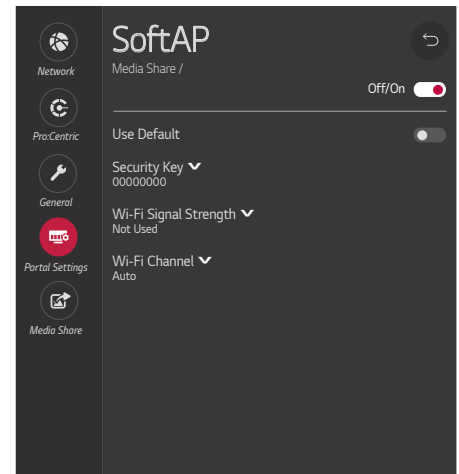 SoftAP
Media Share /
Off/On
Network
Pro:Centric
General
Portal Settings
Media Share
Use Default
Security Key
00000000
Wi-Fi Signal Strength
Not Used
Wi-Fi Channel
Auto